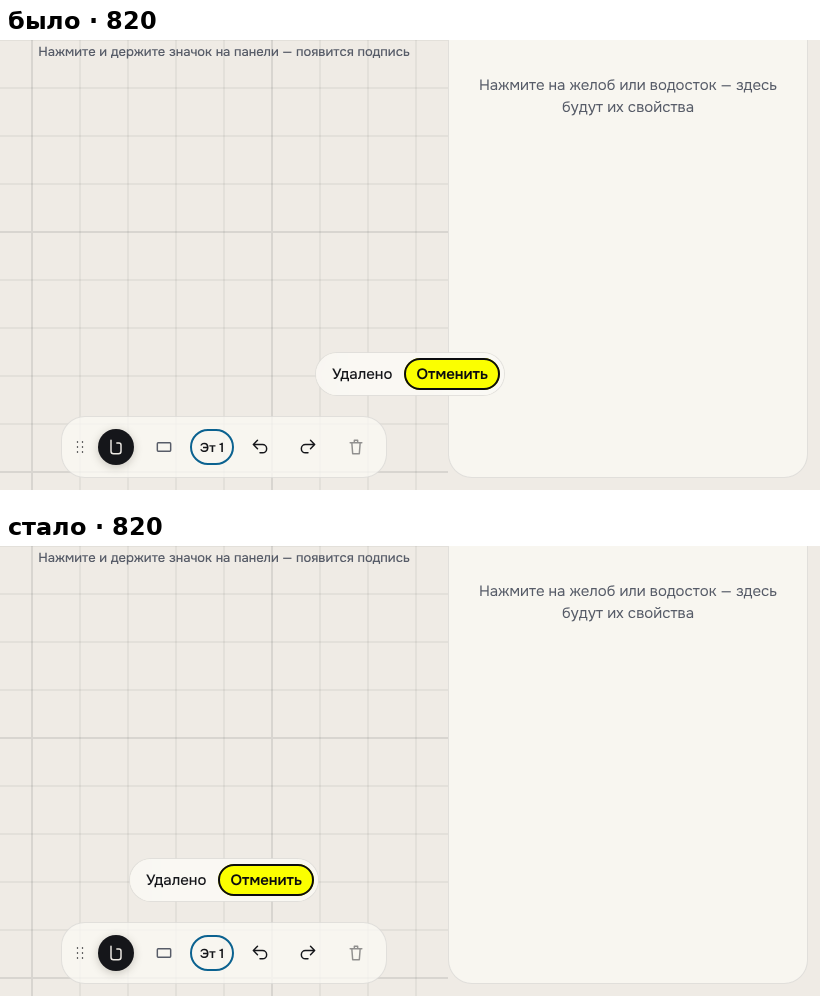 было · 820
Нажмите и держите значок на панели — появится подпись
Нажмите на желоб или водосток — здесь
будут их свойства
Удалено Отменить
Эт 1
стало · 820
Нажмите и держите значок на панели — появится подпись
Нажмите на желоб или водосток — здесь
будут их свойства
Удалено Отменить
Эт 1